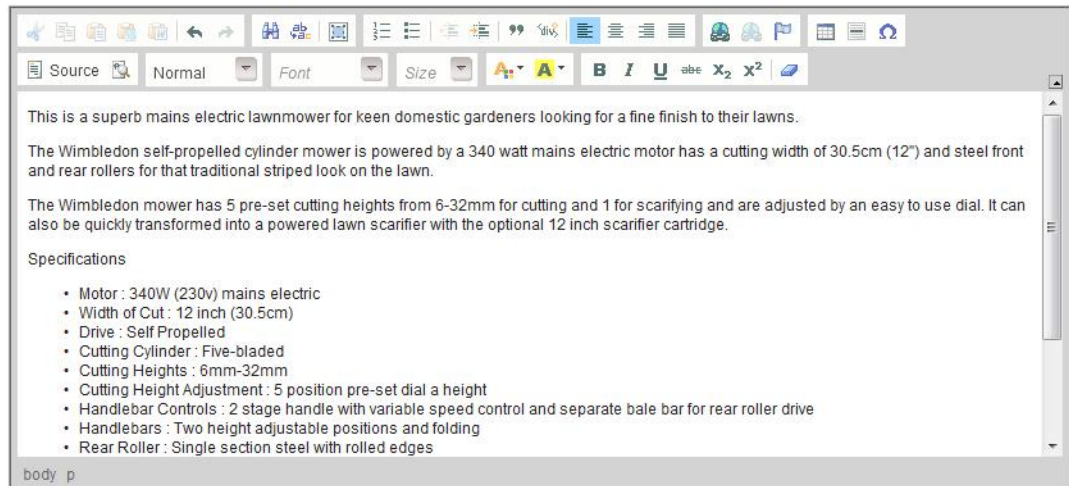 Source Normal Font Size A A B I U abc X₂ X²
This is a superb mains electric lawnmower for keen domestic gardeners looking for a fine finish to their lawns.
The Wimbledon self-propelled cylinder mower is powered by a 340 watt mains electric motor has a cutting width of 30.5cm (12") and steel front
and rear rollers for that traditional striped look on the lawn.
The Wimbledon mower has 5 pre-set cutting heights from 6-32mm for cutting and 1 for scarifying and are adjusted by an easy to use dial. It can
also be quickly transformed into a powered lawn scarifier with the optional 12 inch scarifier cartridge.
Specifications
• Motor : 340W (230v) mains electric
• Width of Cut : 12 inch (30.5cm)
• Drive : Self Propelled
• Cutting Cylinder : Five-bladed
• Cutting Heights : 6mm-32mm
• Cutting Height Adjustment : 5 position pre-set dial a height
• Handlebar Controls : 2 stage handle with variable speed control and separate bale bar for rear roller drive
• Handlebars : Two height adjustable positions and folding
• Rear Roller : Single section steel with rolled edges
body p